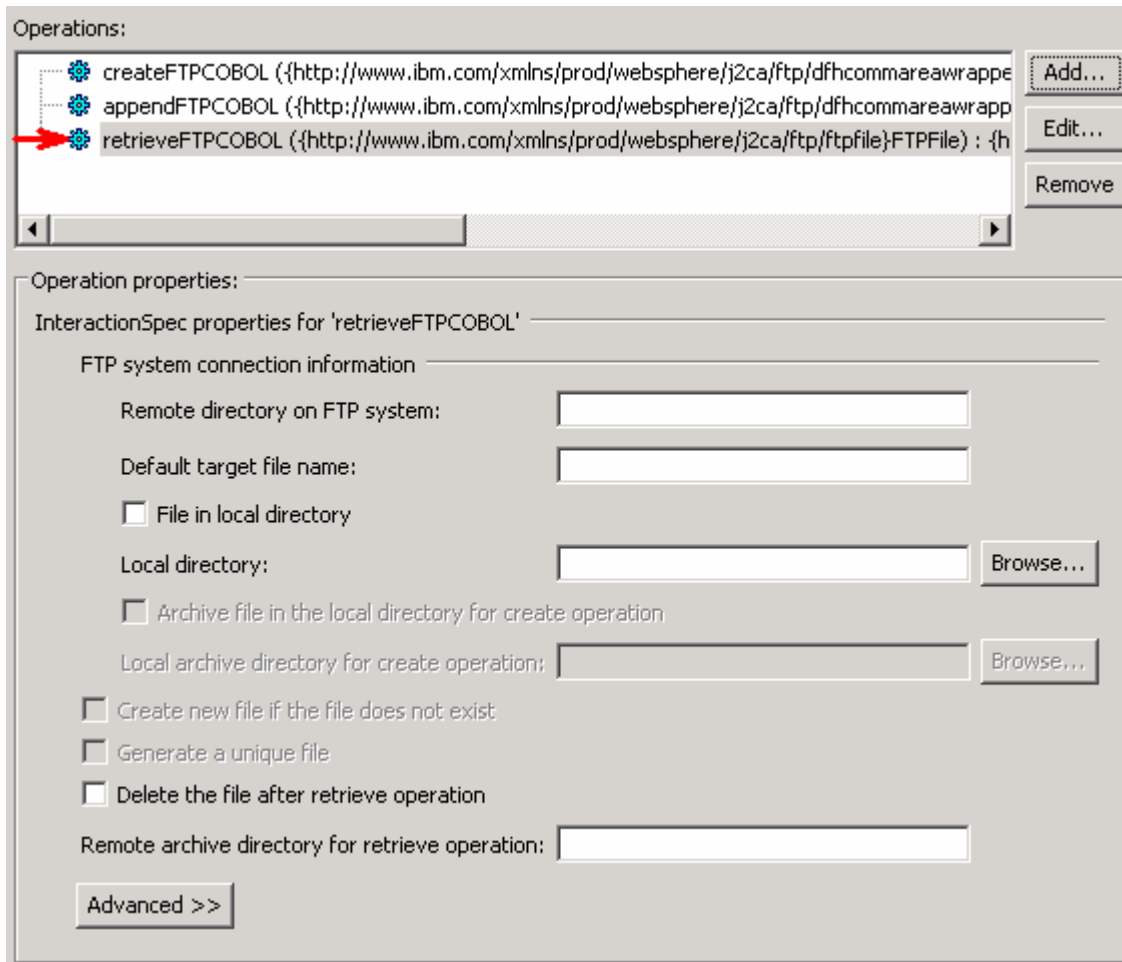 Operations:
createFTPCOBOL ({http://www.ibm.com/xmlns/prod/websphere/j2ca/ftp/dfhcommareawrappe
Add...
appendFTPCOBOL ({http://www.ibm.com/xmlns/prod/websphere/j2ca/ftp/dfhcommareawrapp
Edit...
retrieveFTPCOBOL ({http://www.ibm.com/xmlns/prod/websphere/j2ca/ftp/ftpfile}FTPFile) : {h
Remove
Operation properties:
InteractionSpec properties for 'retrieveFTPCOBOL'
FTP system connection information
Remote directory on FTP system:
Default target file name:
File in local directory
Local directory:
Browse...
Archive file in the local directory for create operation
Local archive directory for create operation:
Browse...
Create new file if the file does not exist
Generate a unique file
Delete the file after retrieve operation
Remote archive directory for retrieve operation:
Advanced >>